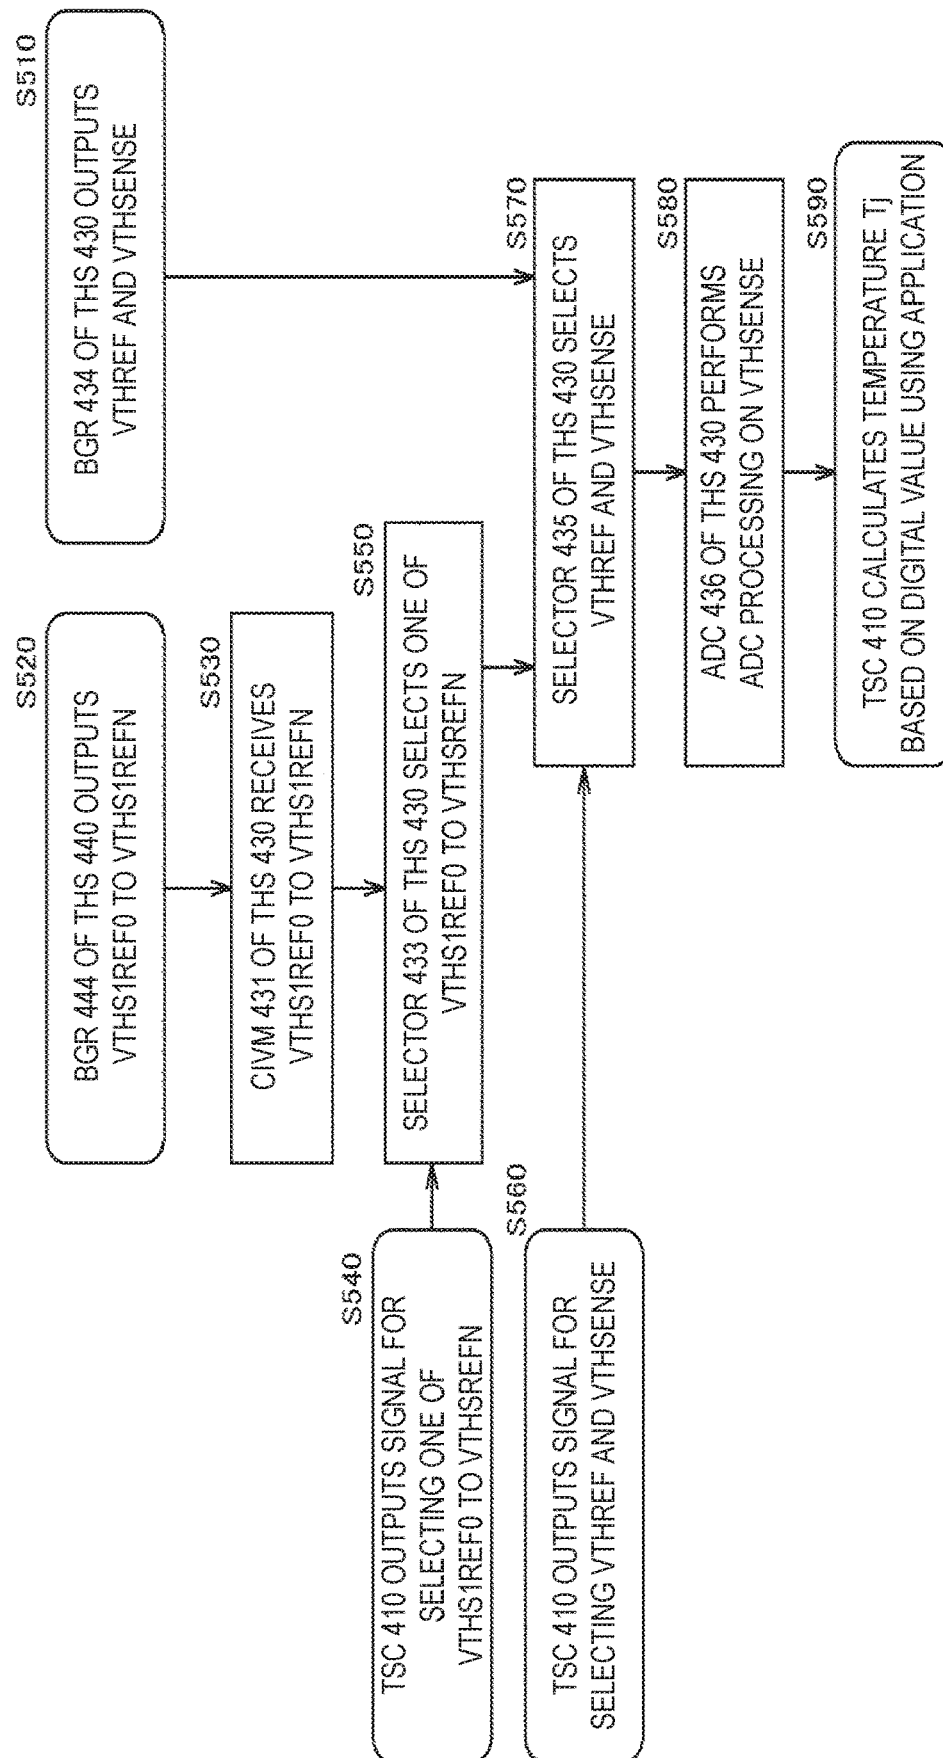 S510
BGR 434 OF THS 430 OUTPUTS
VTHREF AND VTHSENSE
S520
BGR 444 OF THS 440 OUTPUTS
VTHS1REF0 TO VTHS1REFN
S530
CIVM 431 OF THS 430 RECEIVES
VTHS1REF0 TO VTHS1REFN
S540
TSC 410 OUTPUTS SIGNAL FOR
SELECTING ONE OF
VTHS1REF0 TO VTHSREFN
S550
SELECTOR 433 OF THS 430 SELECTS ONE OF
VTHS1REF0 TO VTHSREFN
S560
TSC 410 OUTPUTS SIGNAL FOR
SELECTING VTHREF AND VTHSENSE
S570
SELECTOR 435 OF THS 430 SELECTS
VTHREF AND VTHSENSE
S580
ADC 436 OF THS 430 PERFORMS
ADC PROCESSING ON VTHSENSE
S590
TSC 410 CALCULATES TEMPERATURE Tj
BASED ON DIGITAL VALUE USING APPLICATION